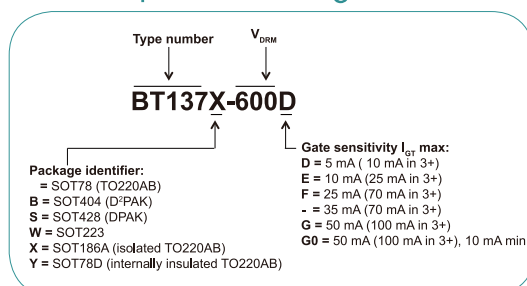 Type number
V_DRM
BT137X-600D
Package identifier:
= SOT78 (TO220AB)
B = SOT404 (D²PAK)
S = SOT428 (DPAK)
W = SOT223
X = SOT186A (isolated TO220AB)
Y = SOT78D (internally insulated TO220AB)
Gate sensitivity I_GT max:
D = 5 mA ( 10 mA in 3+)
E = 10 mA (25 mA in 3+)
F = 25 mA (70 mA in 3+)
- = 35 mA (70 mA in 3+)
G = 50 mA (100 mA in 3+)
G0 = 50 mA (100 mA in 3+), 10 mA min